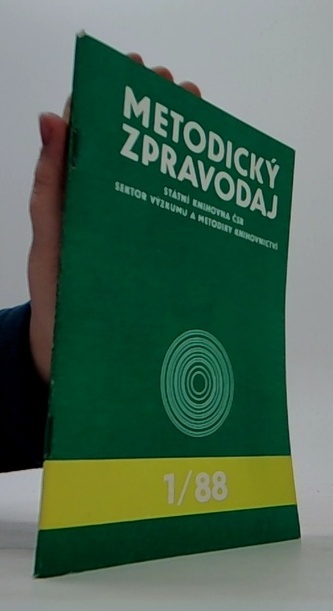 METODICKÝ
ZPRAVODAJ
STÁTNÍ KNIHOVNA ČSR
SEKTOR VÝZKUMU A METODIKY KNIHOVNICTVÍ
1/88